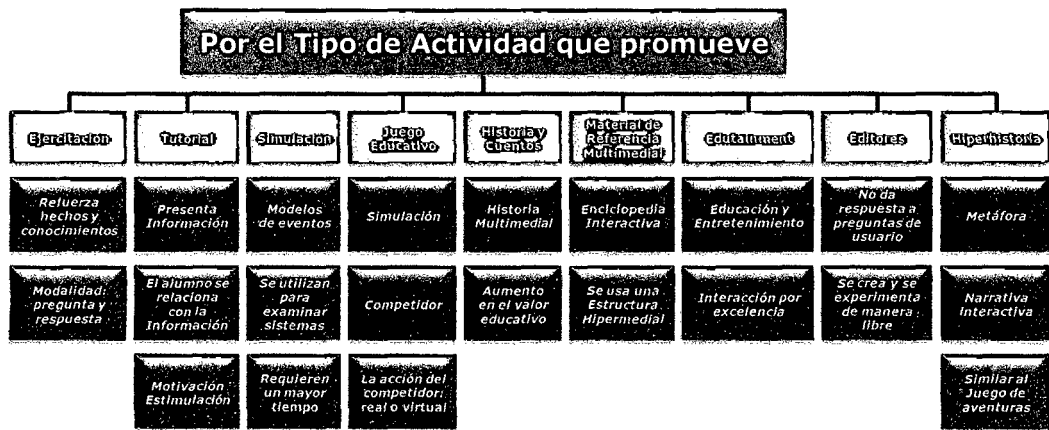 Por el Tipo de Actividad que promueve
Ejercitación
Tutorial
Simulación
Juego
Educativo
Historia y
Cuentos
Material de
Referencia
Multimedial
Edutainment
Editores
Hiperhistoria
Refuerza
hechos y
conocimientos
Presenta
Información
Modelos
de eventos
Simulación
Historia
Multimedial
Enciclopedia
Interactiva
Educación y
Entretenimiento
No da
respuesta a
preguntas de
usuario
Metáfora
Modalidad:
pregunta y
respuesta
El alumno se
relaciona
con la
Información
Se utilizan
para
examinar
sistemas
Competidor
Aumento
en el valor
educativo
Se usa una
Estructura
Hipermedial
Interacción por
excelencia
Se crea y se
experimenta
de manera
libre
Narrativa
Interactiva
Motivación
Estimulación
Requieren
un mayor
tiempo
La acción del
competidor:
real o virtual
Similar al
Juego de
aventuras